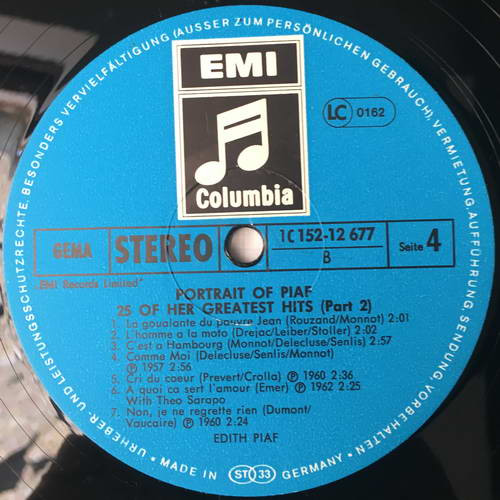 URHEBER- UND LEISTUNGSSCHUTZRECHTE, BESONDERS VERVIELFÄLTIGUNG (AUSSER ZUM PERSÖNLICHEN GEBRAUCH), VERMIETUNG, AUFFÜHRUNG, SENDUNG, VORBEHALTEN
EMI
Columbia
LC 0162
GEMA
STEREO
1C 152-12 677
B
Seite 4
„EMI Records Limited"
PORTRAIT OF PIAF
25 OF HER GREATEST HITS (Part 2)
1. La goualante du pauvre Jean (Rouzand/Monnot) 2:01
2. L'homme a la moto (Drejac/Leiber/Stoller) 2:02
3. C'est a Hambourg (Monnot/Delecluse/Senlis) 2:57
4. Comme Moi (Delecluse/Senlis/Monnot)
Ⓟ 1957 2:56
5. Cri du coeur (Prevert/Crolla) Ⓟ 1960 2:36
6. A quoi ca sert l'amour (Emer) Ⓟ 1962 2:25
With Theo Sarapo
7. Non, je ne regrette rien (Dumont/
Vaucaire) Ⓟ 1960 2:24
EDITH PIAF
• MADE IN ST 33 GERMANY •